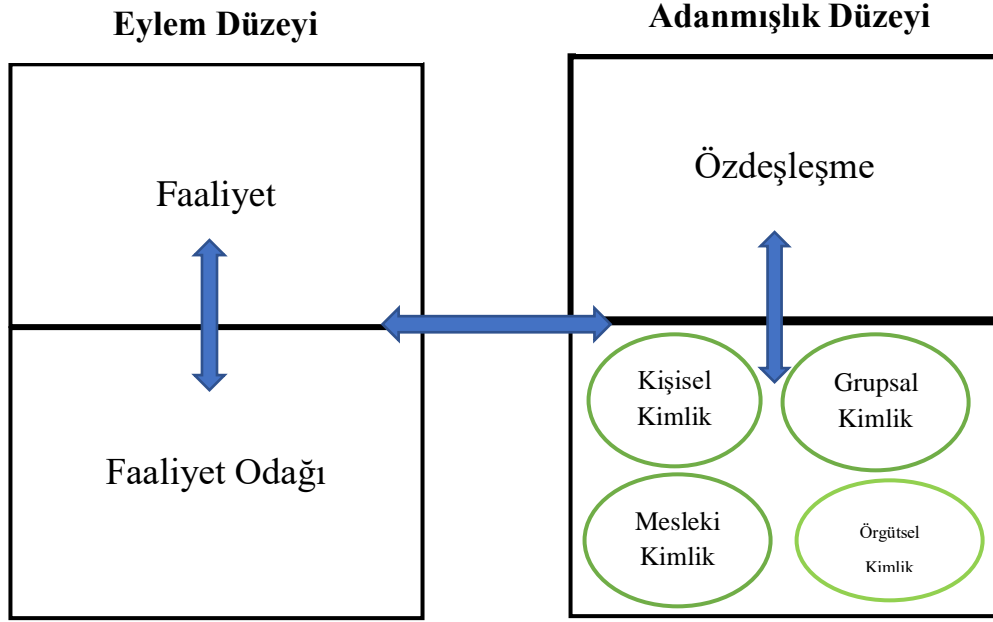 Eylem Düzeyi
Faaliyet
Faaliyet Odağı
Adanmışlık Düzeyi
Özdeşleşme
Kişisel
Kimlik
Grupsal
Kimlik
Mesleki
Kimlik
Örgütsel
Kimlik